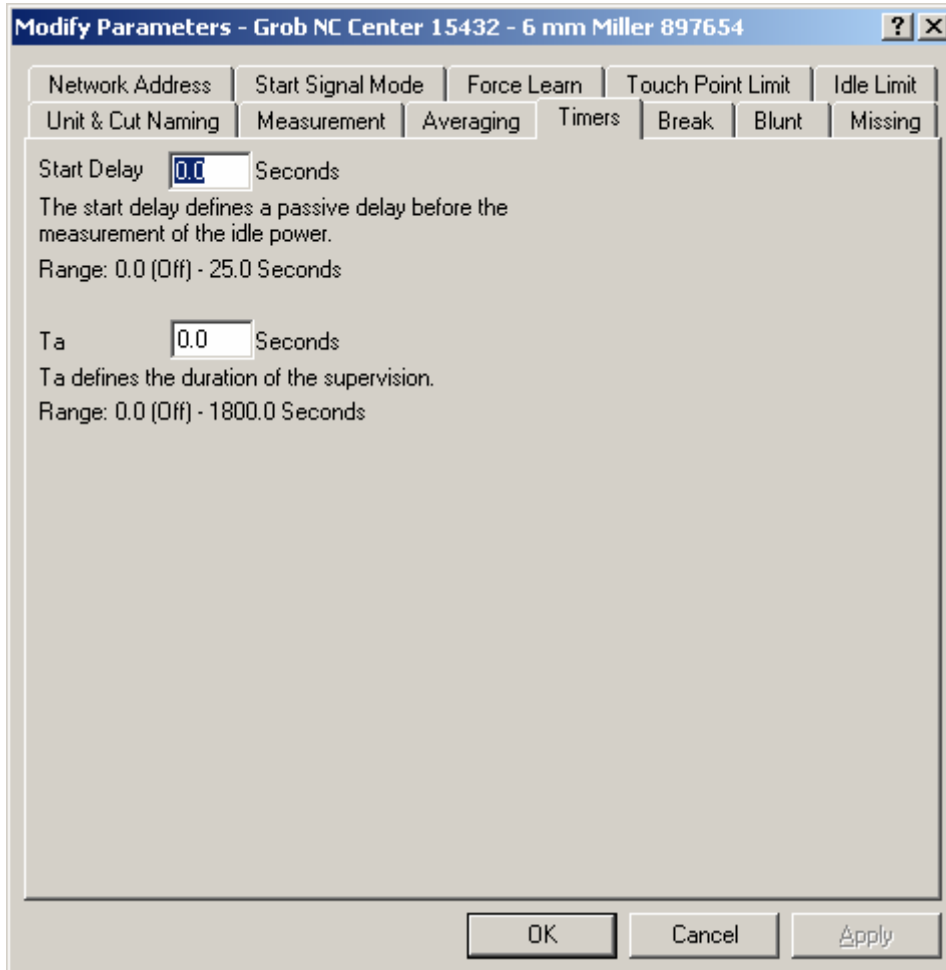 Modify Parameters - Grob NC Center 15432 - 6 mm Miller 897654
Network Address Start Signal Mode Force Learn Touch Point Limit Idle Limit
Unit & Cut Naming Measurement Averaging Timers Break Blunt Missing
Start Delay 0.0 Seconds
The start delay defines a passive delay before the
measurement of the idle power.
Range: 0.0 (Off) - 25.0 Seconds
Ta 0.0 Seconds
Ta defines the duration of the supervision.
Range: 0.0 (Off) - 1800.0 Seconds
OK Cancel Apply